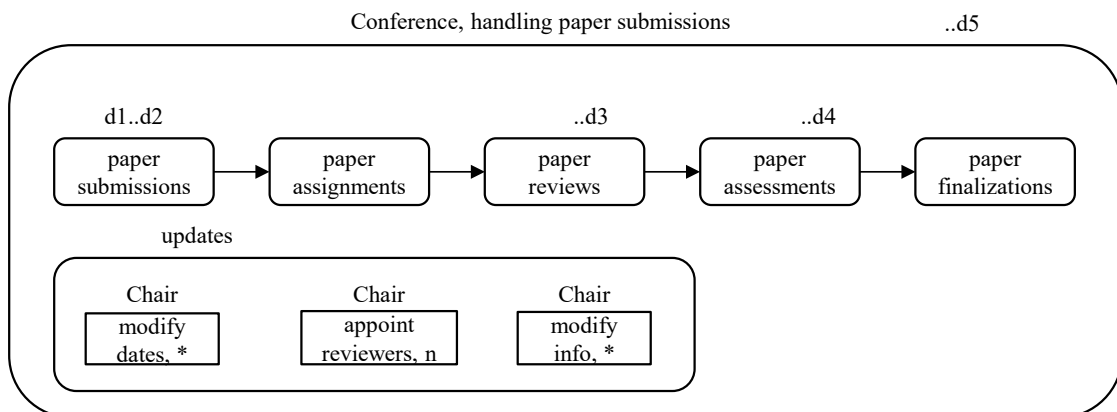 Conference, handling paper submissions
..d5
d1..d2
..d3
..d4
paper
submissions
paper
assignments
paper
reviews
paper
assessments
paper
finalizations
updates
Chair
modify
dates, *
Chair
appoint
reviewers, n
Chair
modify
info, *